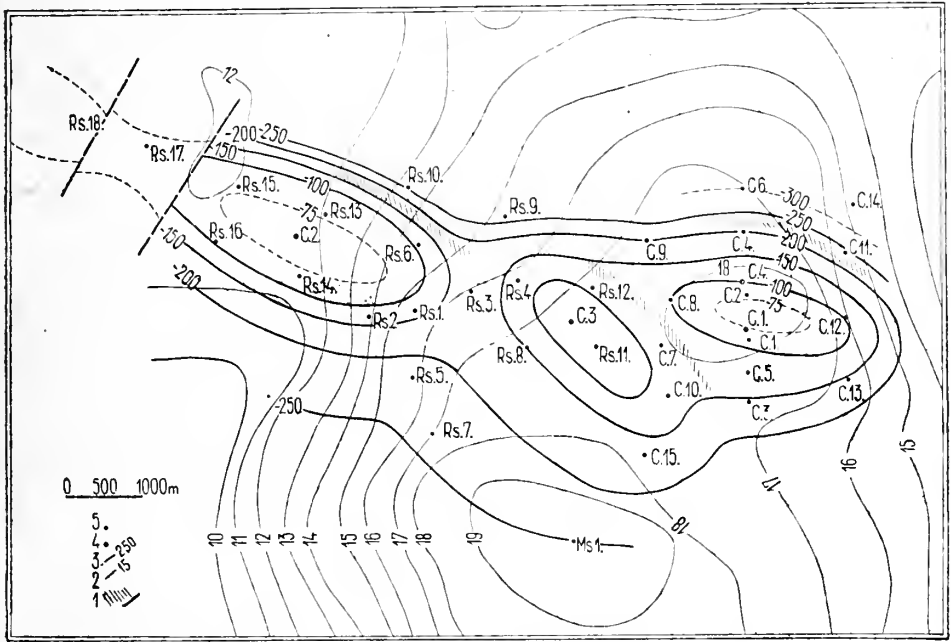 12
Rs.18.
-200 -250
-150
Rs.17.
Rs.15.
-100
Rs.10.
C.6.
-300
-75
Rs.13
Rs.9.
-250
C.14.
Rs.16
C.2.
Rs.6.
C.9.
C.4.
-200
C.11.
-150
-150
Rs.14.
Rs.4
Rs.12.
18
C.4.
-200
Rs.3.
C.8.
C.2
-100
-75
Rs.2
Rs.1.
C.3
C.1.
C.12.
Rs.8.
Rs.11.
C.7.
C.1
Rs.5.
C.5.
C.13.
-250
C.10.
C.3.
Rs.7.
C.15.
17
16
15
0 500 1000m
18
10 11 12 13 14 15 16 17 18 19
Ms1.
5.
4.
3. 250
2 15
1